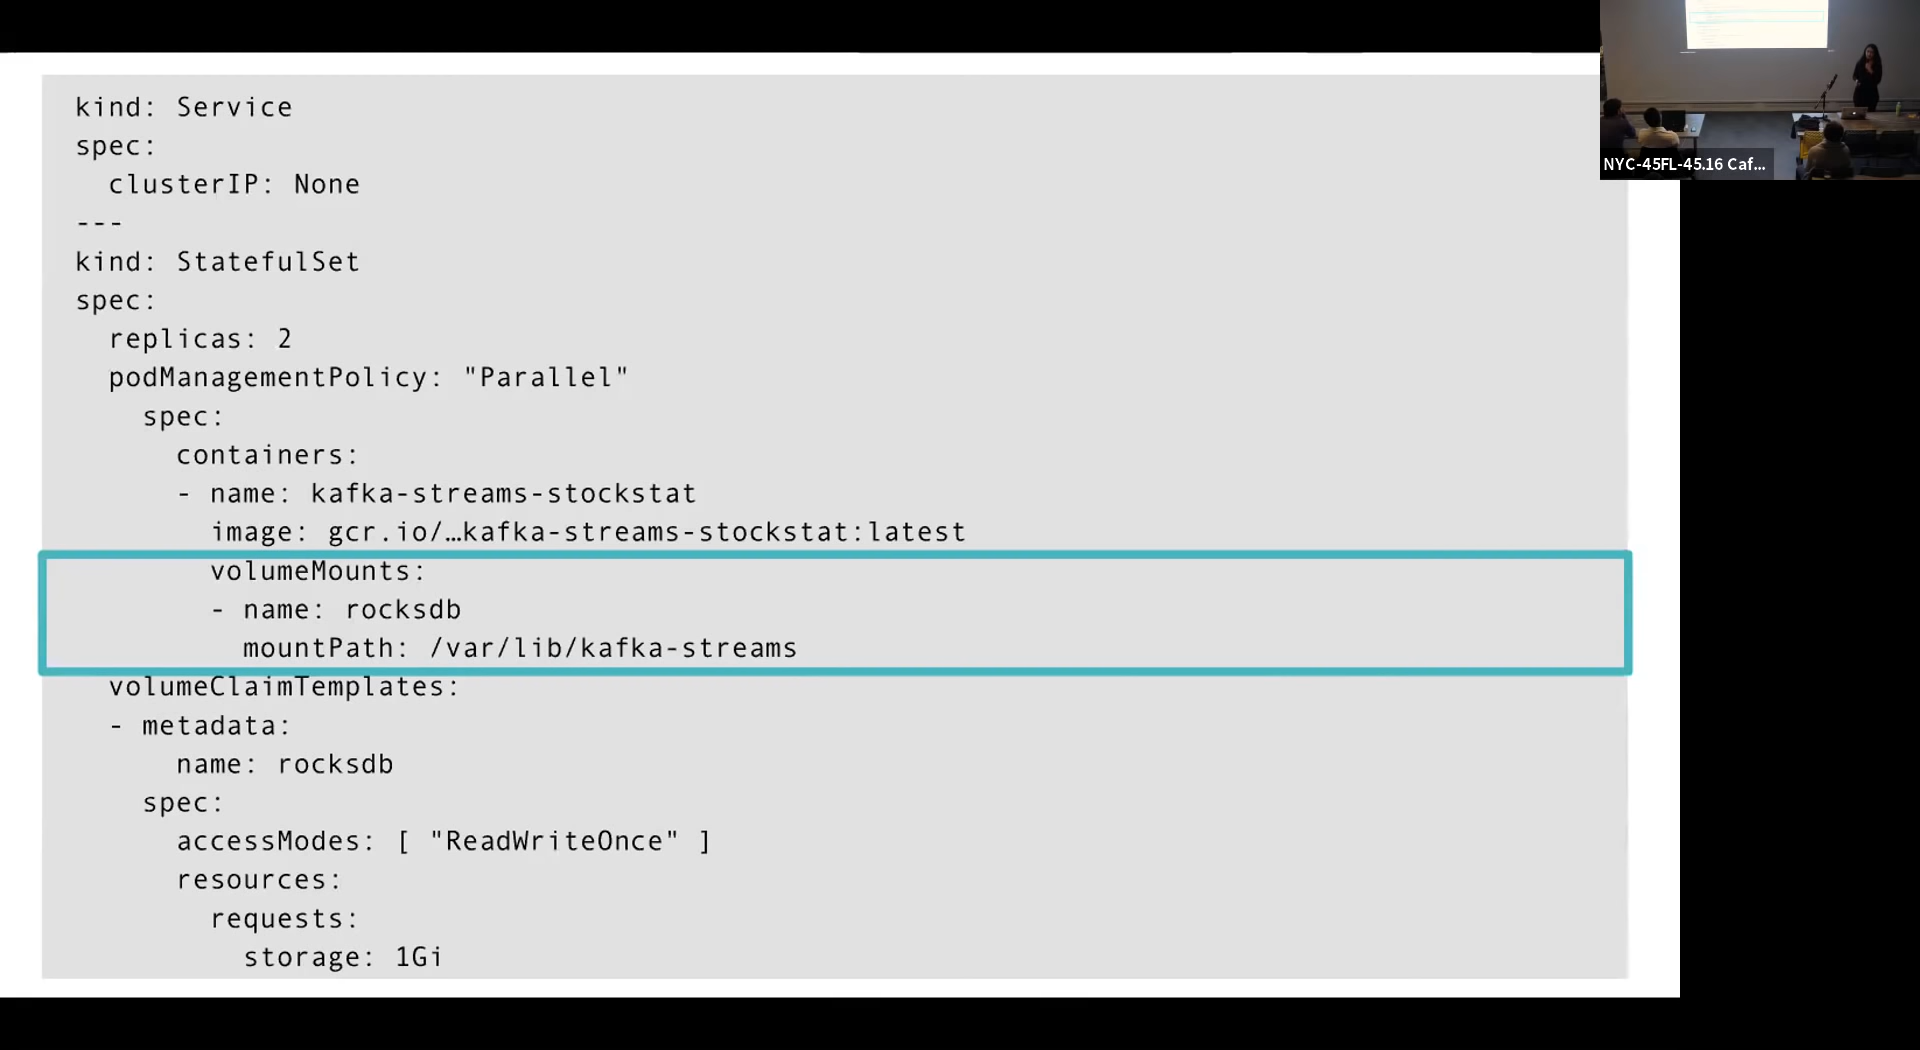 kind: Service
spec:
  clusterIP: None
---
kind: StatefulSet
spec:
  replicas: 2
  podManagementPolicy: "Parallel"
    spec:
      containers:
      - name: kafka-streams-stockstat
        image: gcr.io/…kafka-streams-stockstat:latest
        volumeMounts:
        - name: rocksdb
          mountPath: /var/lib/kafka-streams
  volumeClaimTemplates:
  - metadata:
      name: rocksdb
    spec:
      accessModes: [ "ReadWriteOnce" ]
      resources:
        requests:
          storage: 1Gi
NYC-45FL-45.16 Caf...